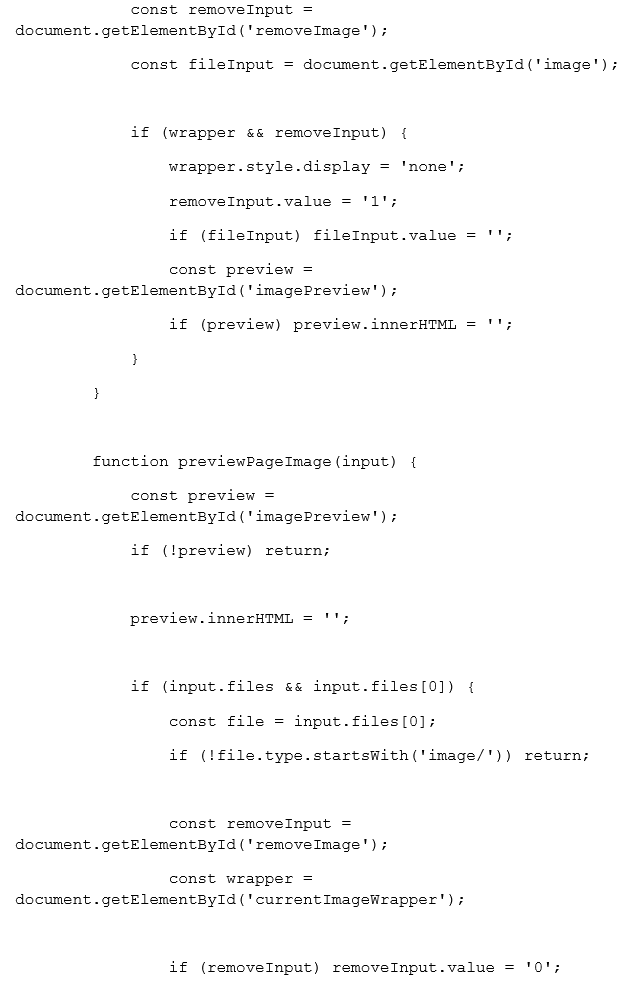 const removeInput =
document.getElementById('removeImage');
const fileInput = document.getElementById('image');
if (wrapper && removeInput) {
wrapper.style.display = 'none';
removeInput.value = '1';
if (fileInput) fileInput.value = '';
const preview =
document.getElementById('imagePreview');
if (preview) preview.innerHTML = '';
}
}
function previewPageImage(input) {
const preview =
document.getElementById('imagePreview');
if (!preview) return;
preview.innerHTML = '';
if (input.files && input.files[0]) {
const file = input.files[0];
if (!file.type.startsWith('image/')) return;
const removeInput =
document.getElementById('removeImage');
const wrapper =
document.getElementById('currentImageWrapper');
if (removeInput) removeInput.value = '0';